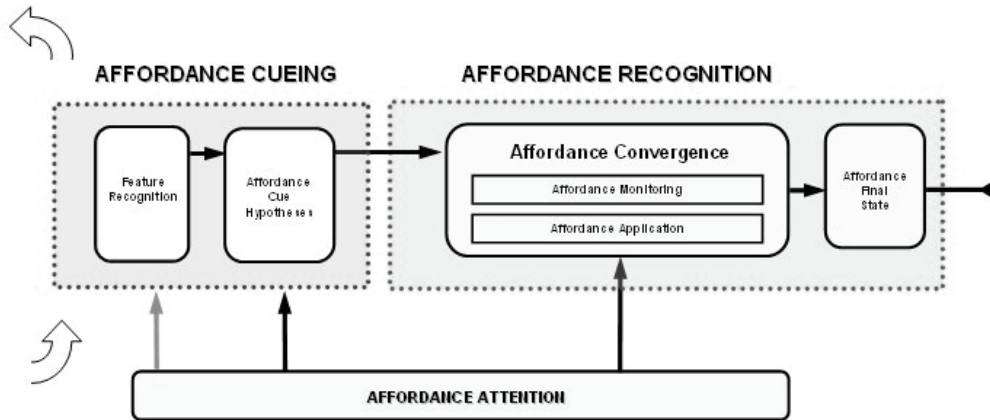 AFFORDANCE CUEING
AFFORDANCE RECOGNITION
Feature
Recognition
Affordance
Cue
Hypotheses
Affordance Convergence
Affordance Monitoring
Affordance Application
Affordance
Final
State
AFFORDANCE ATTENTION